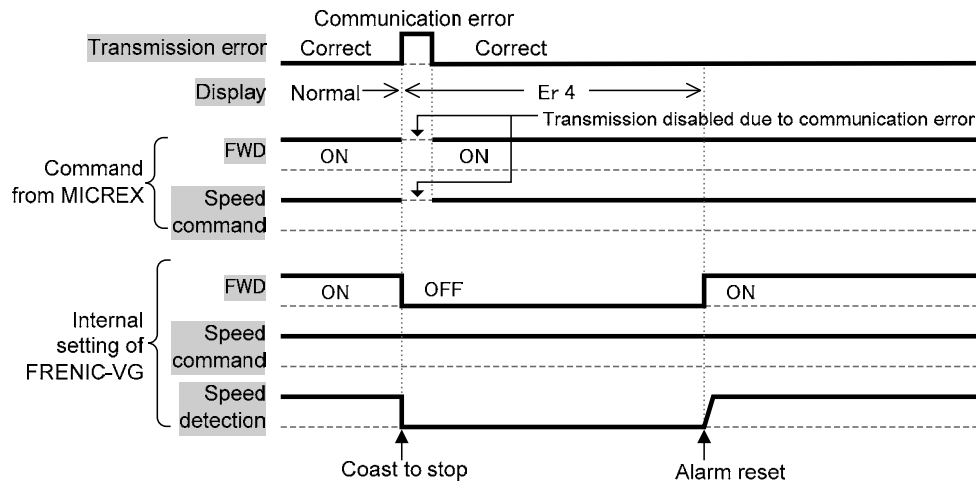 Communication error
Transmission error Correct Correct
Display Normal Er 4
Transmission disabled due to communication error
Command
from MICREX
FWD ON ON
Speed
command
Internal
setting of
FRENIC-VG
FWD ON OFF ON
Speed
command
Speed
detection
Coast to stop Alarm reset